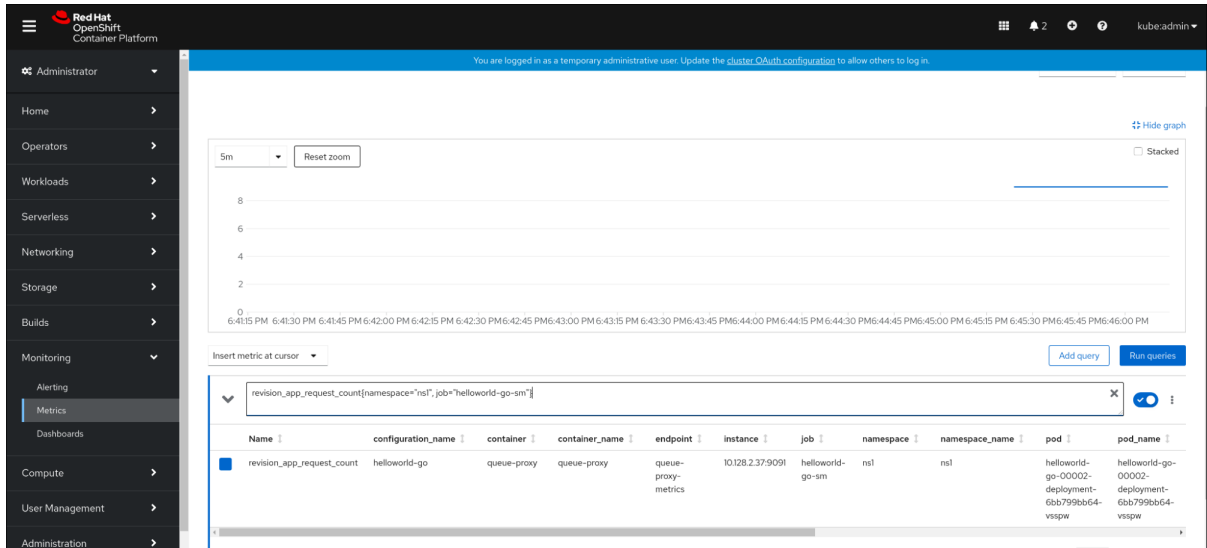 Red Hat
OpenShift
Container Platform
2
kube:admin
Administrator
You are logged in as a temporary administrative user. Update the cluster OAuth configuration to allow others to log in.
Home
Operators
Workloads
Serverless
Networking
Storage
Builds
Monitoring
Alerting
Metrics
Dashboards
Compute
User Management
Administration
Hide graph
5m
Reset zoom
Stacked
8
6
4
2
0
6:41:15 PM 6:41:30 PM 6:41:45 PM 6:42:00 PM 6:42:15 PM 6:42:30 PM 6:42:45 PM 6:43:00 PM 6:43:15 PM 6:43:30 PM 6:43:45 PM 6:44:00 PM 6:44:15 PM 6:44:30 PM 6:44:45 PM 6:45:00 PM 6:45:15 PM 6:45:30 PM 6:45:45 PM 6:46:00 PM
Insert metric at cursor
Add query
Run queries
revision_app_request_count{namespace="ns1", job="helloworld-go-sm"}
Name configuration_name container container_name endpoint instance job namespace namespace_name pod pod_name
revision_app_request_count helloworld-go queue-proxy queue-proxy queue- 10.128.2.37:9091 helloworld- ns1 ns1 helloworld- helloworld-go-
proxy- go-sm go-00002- 00002-
metrics deployment- deployment-
6bb799bb64- 6bb799bb64-
vsspw vsspw